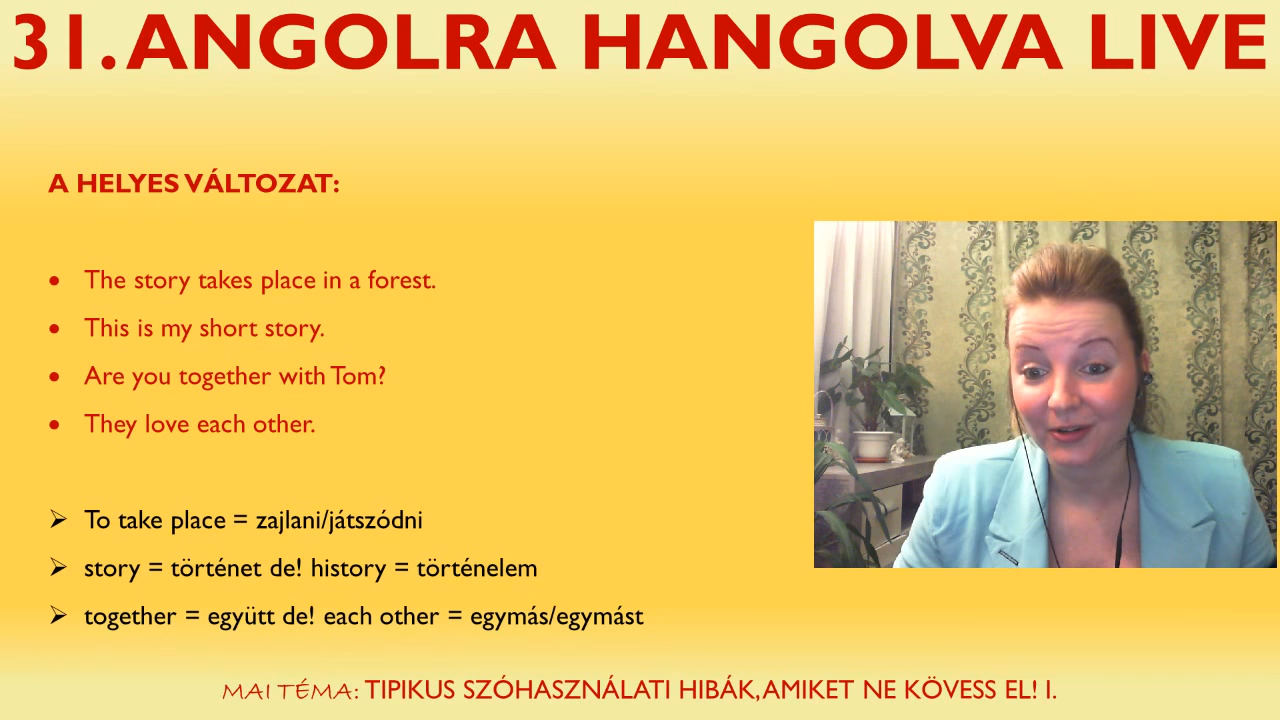 31. ANGOLRA HANGOLVA LIVE
A HELYES VÁLTOZAT:
• The story takes place in a forest.
• This is my short story.
• Are you together with Tom?
• They love each other.
➢ To take place = zajlani/játszódni
➢ story = történet de! history = történelem
➢ together = együtt de! each other = egymás/egymást
MAI TÉMA: TIPIKUS SZÓHASZNÁLATI HIBÁK, AMIKET NE KÖVESS EL! I.